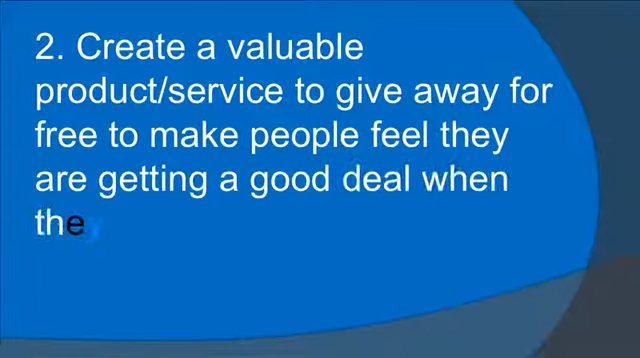 2. Create a valuable
product/service to give away for
free to make people feel they
are getting a good deal when
they